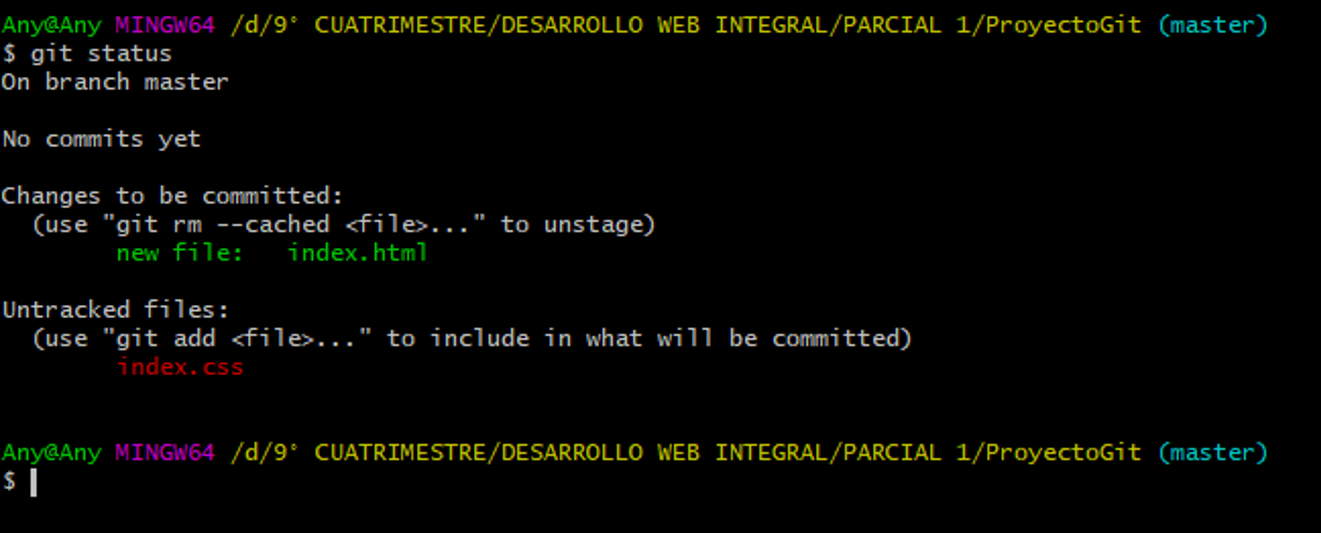 Any@Any MINGW64 /d/9° CUATRIMESTRE/DESARROLLO WEB INTEGRAL/PARCIAL 1/ProyectoGit (master)
$ git status
On branch master
No commits yet
Changes to be committed:
(use "git rm --cached <file>..." to unstage)
new file: index.html
Untracked files:
(use "git add <file>..." to include in what will be committed)
index.css
Any@Any MINGW64 /d/9° CUATRIMESTRE/DESARROLLO WEB INTEGRAL/PARCIAL 1/ProyectoGit (master)
$